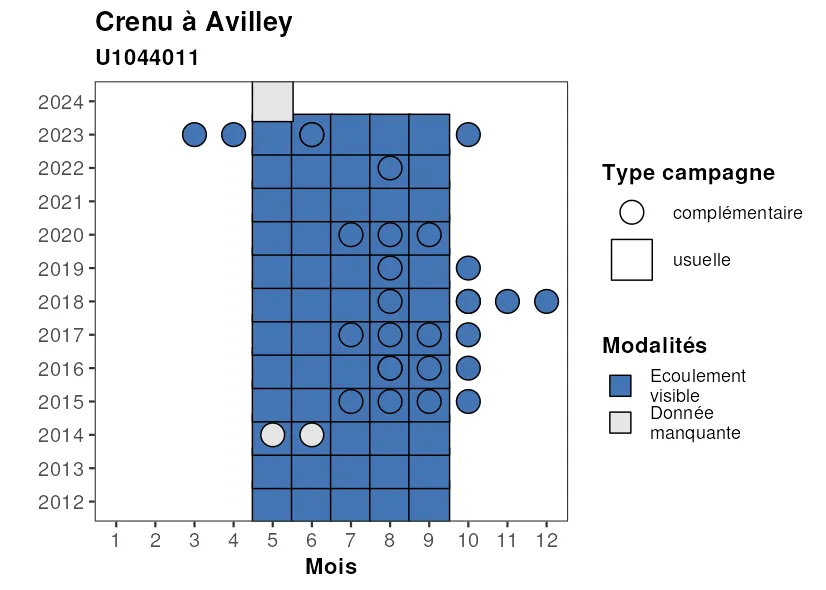 Crenu à Avilley
U1044011
2024
2023
2022
2021
2020
2019
2018
2017
2016
2015
2014
2013
2012
1 2 3 4 5 6 7 8 9 10 11 12
Mois
Type campagne
complémentaire
usuelle
Modalités
Ecoulement
visible
Donnée
manquante